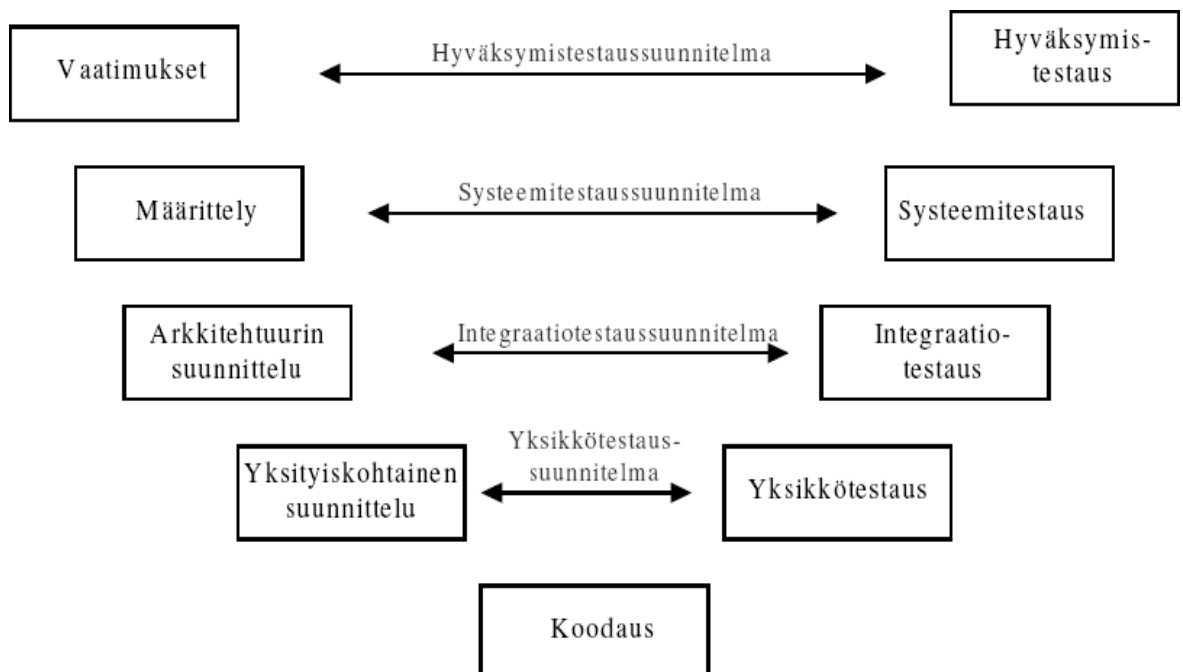 Vaatimukset
Hyväksymistestaussuunnitelma
Hyväksymis-
testaus
Määrittely
Systeemitestaussuunnitelma
Systeemitestaus
Arkkitehtuurin
suunnittelu
Integraatiotestaussuunnitelma
Integraatio-
testaus
Yksityiskohtainen
suunnittelu
Yksikkötestaus-
suunnitelma
Yksikkötestaus
Koodaus